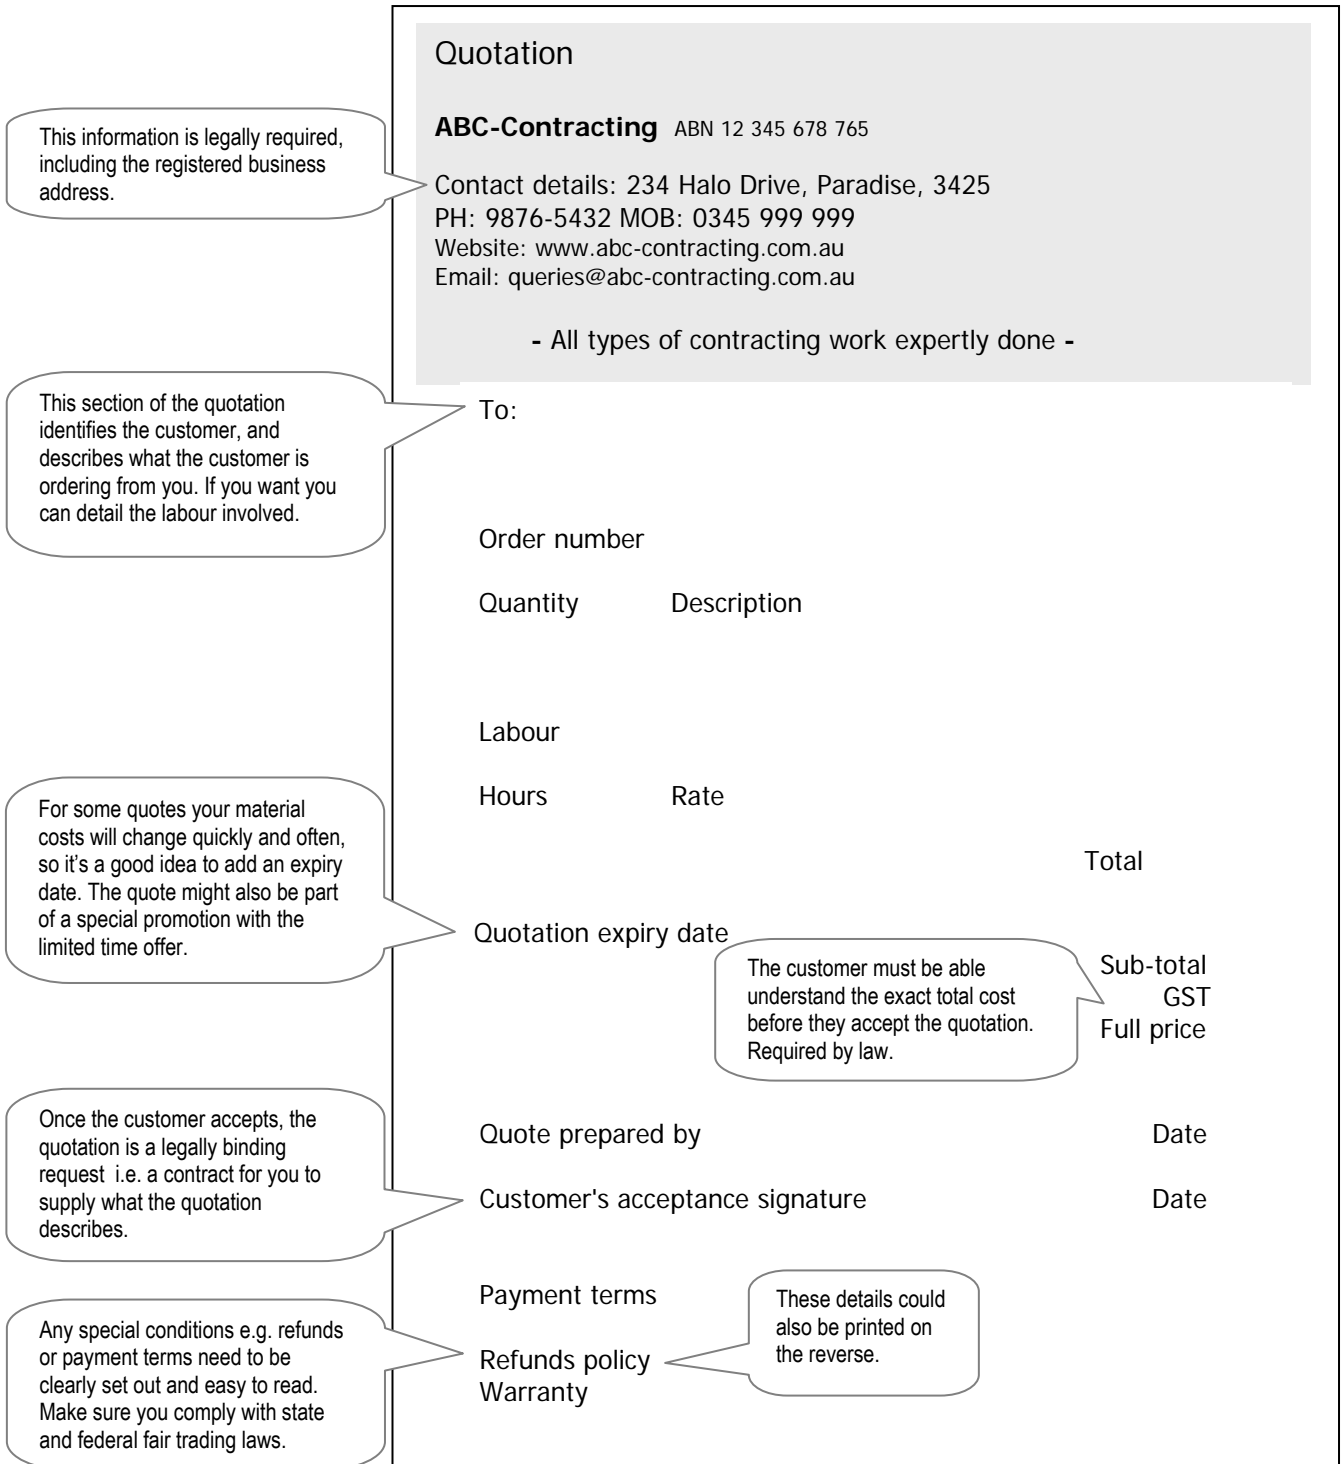 Quotation
ABC-Contracting ABN 12 345 678 765
This information is legally required,
including the registered business
address.
Contact details: 234 Halo Drive, Paradise, 3425
PH: 9876-5432 MOB: 0345 999 999
Website: www.abc-contracting.com.au
Email: queries@abc-contracting.com.au
- All types of contracting work expertly done -
This section of the quotation
identifies the customer, and
describes what the customer is
ordering from you. If you want you
can detail the labour involved.
To:
Order number
Quantity Description
Labour
Hours Rate
Total
For some quotes your material
costs will change quickly and often,
so it's a good idea to add an expiry
date. The quote might also be part
of a special promotion with the
limited time offer.
Quotation expiry date
The customer must be able
understand the exact total cost
before they accept the quotation.
Required by law.
Sub-total
GST
Full price
Once the customer accepts, the
quotation is a legally binding
request i.e. a contract for you to
supply what the quotation
describes.
Quote prepared by Date
Customer's acceptance signature Date
Payment terms
Any special conditions e.g. refunds
or payment terms need to be
clearly set out and easy to read.
Make sure you comply with state
and federal fair trading laws.
Refunds policy
Warranty
These details could
also be printed on
the reverse.